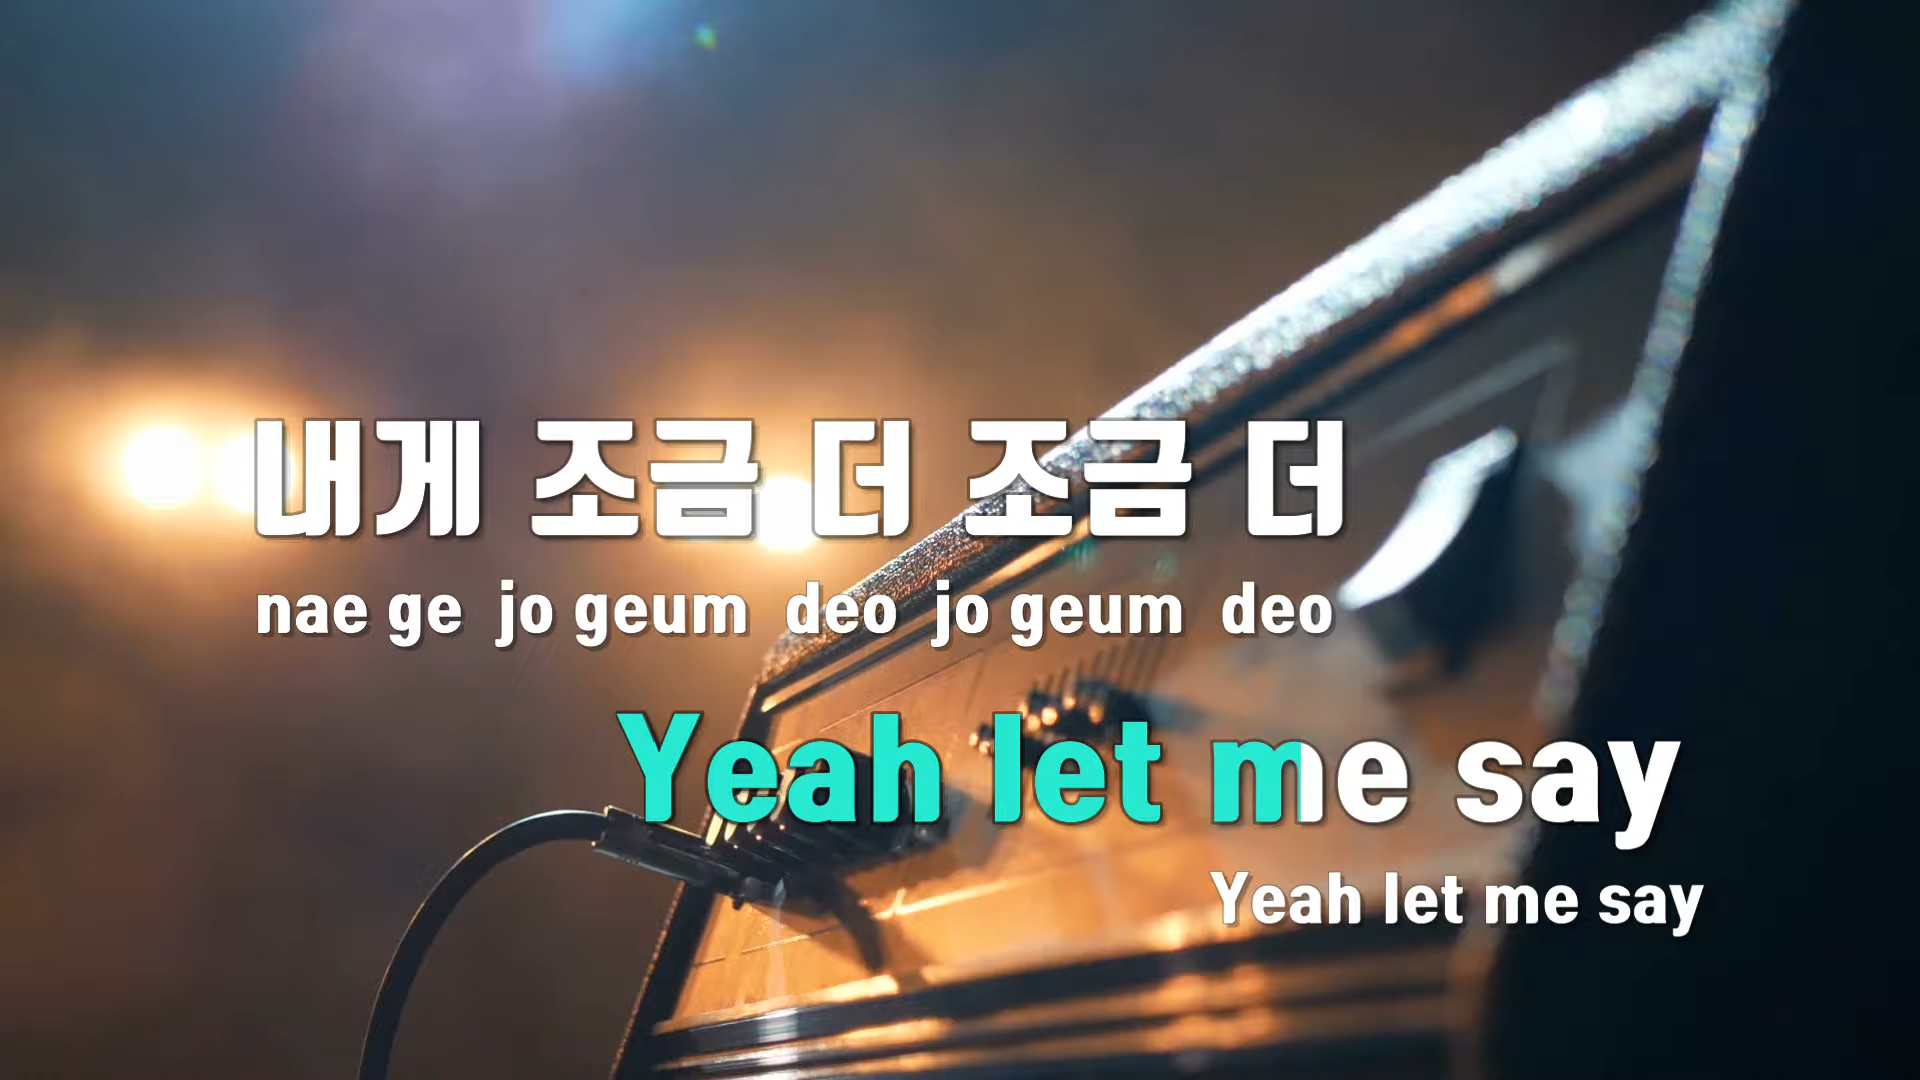 내게 조금 더 조금 더
nae ge jo geum deo jo geum deo
Yeah let me say
Yeah let me say